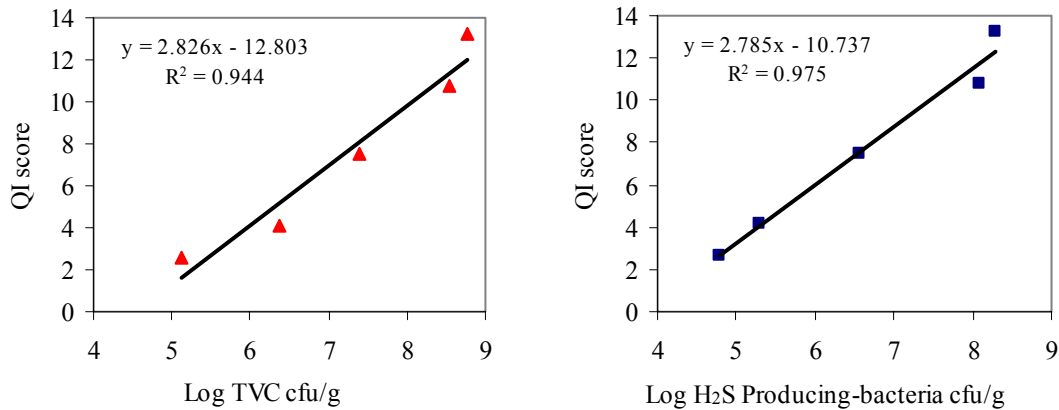 14
12
10
8
6
4
2
0
QI score
y = 2.826x - 12.803
R² = 0.944
4 5 6 7 8 9
Log TVC cfu/g
14
12
10
8
6
4
2
0
QI score
y = 2.785x - 10.737
R² = 0.975
4 5 6 7 8 9
Log H₂S Producing-bacteria cfu/g